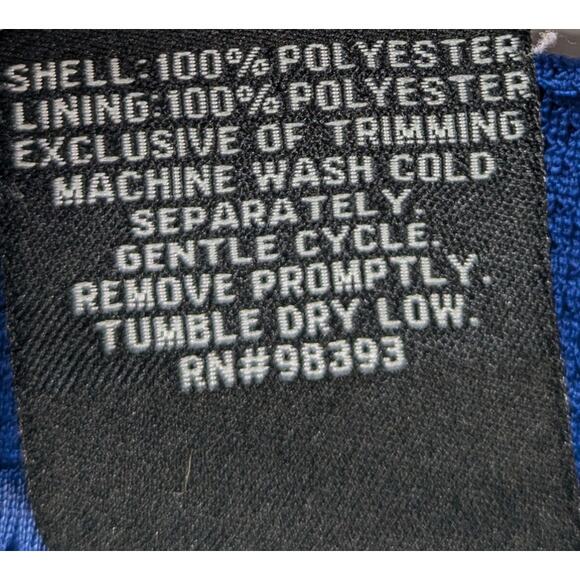 SHELL:100% POLYESTER
LINING:100% POLYESTER
EXCLUSIVE OF TRIMMING
MACHINE WASH COLD
SEPARATELY.
GENTLE CYCLE.
REMOVE PROMPTLY.
TUMBLE DRY LOW.
RN#98393